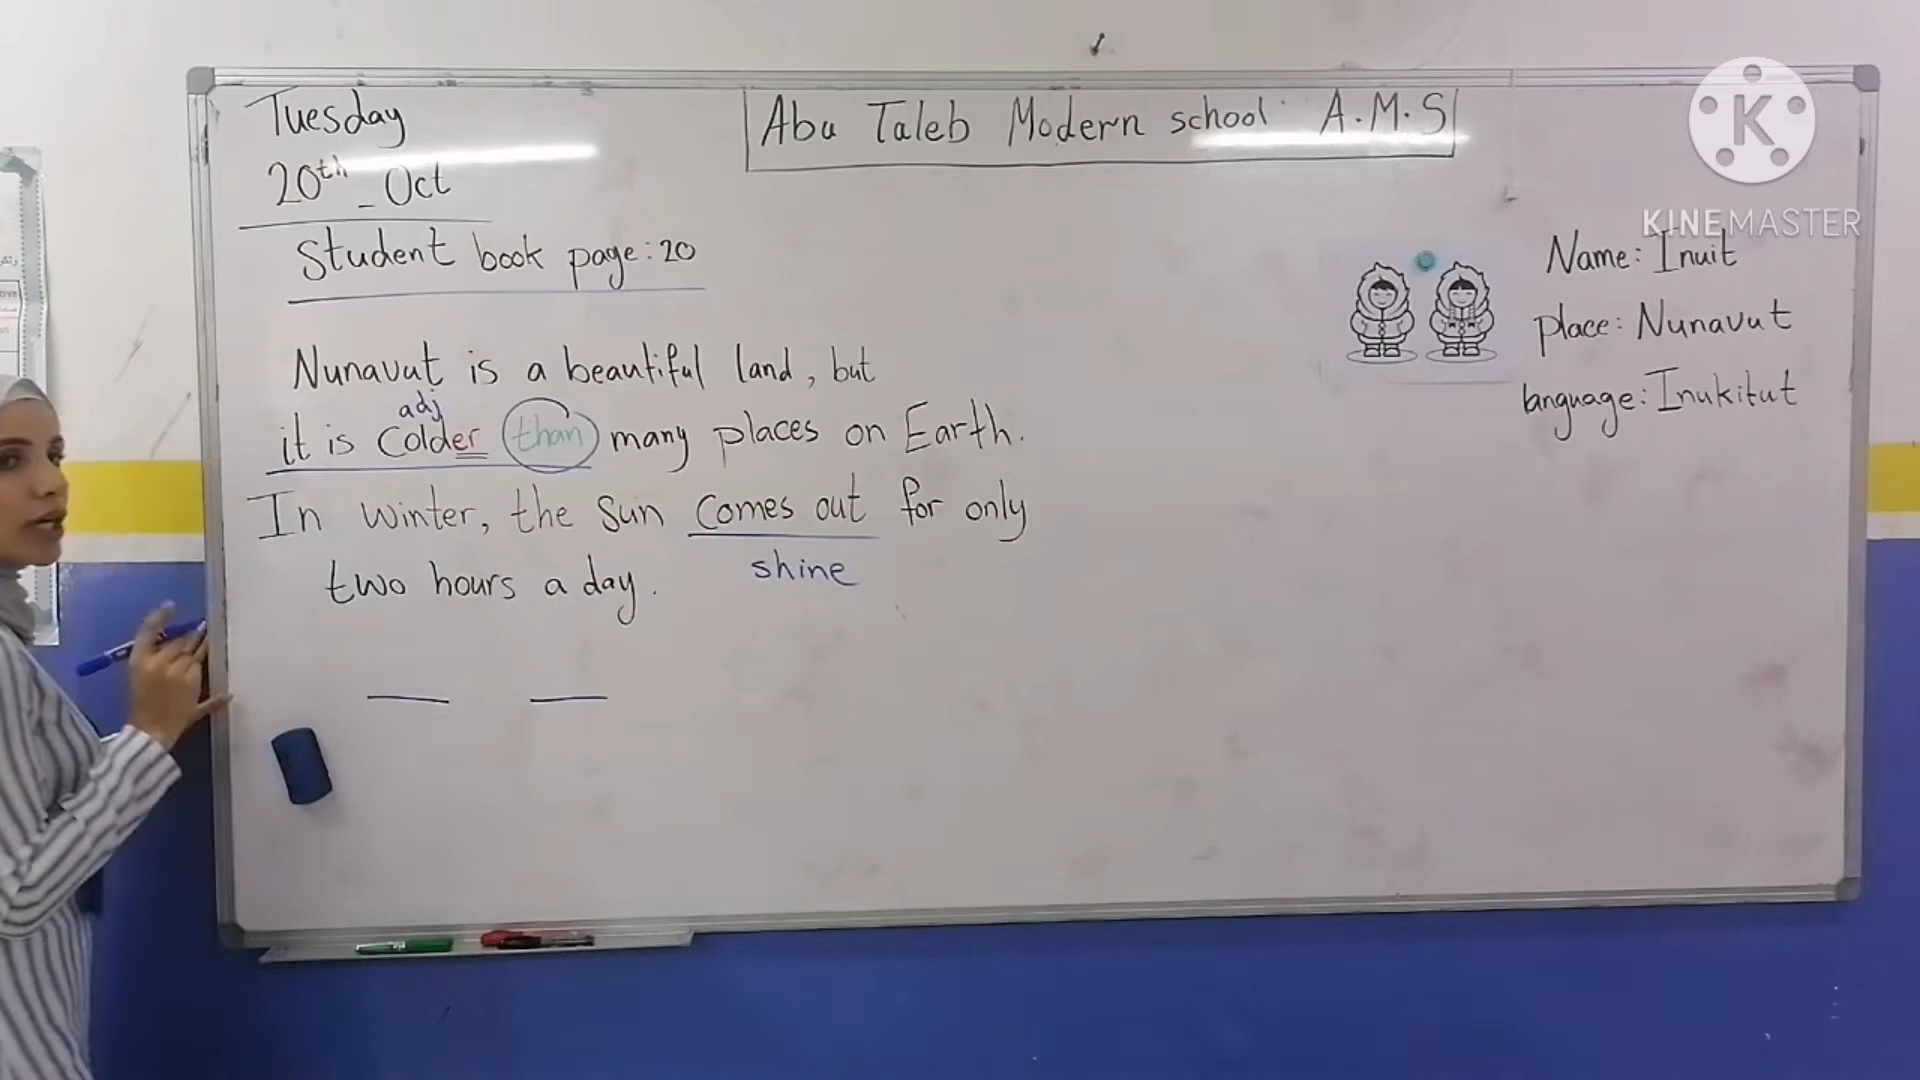 Tuesday
20th - Oct
Abu Taleb Modern school A.M.S
Student book page: 20
Nunavut is a beautiful land, but
adj
it is colder than many places on Earth.
In winter, the sun comes out for only
shine
two hours a day.
Name: Inuit
place: Nunavut
language: Inukitut
K
KINEMASTER